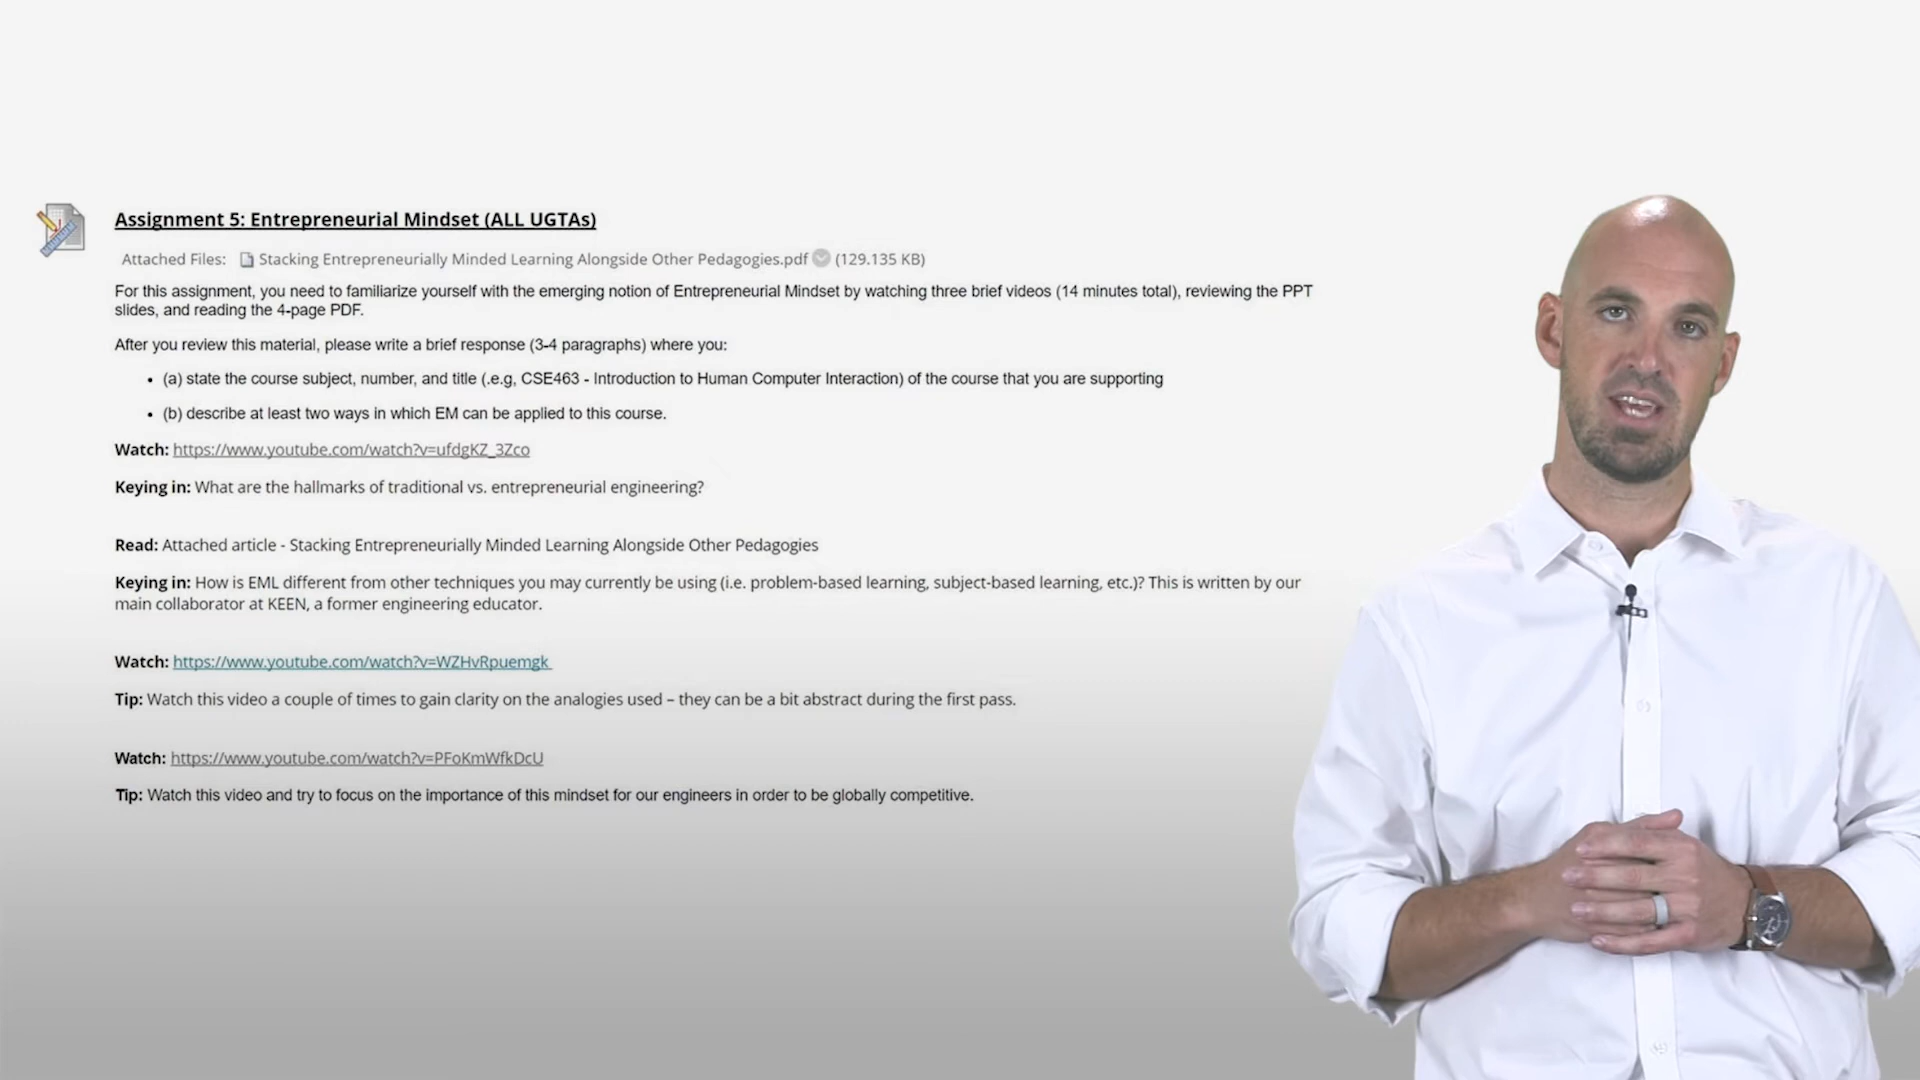 Assignment 5: Entrepreneurial Mindset (ALL UGTAs)
Attached Files: Stacking Entrepreneurially Minded Learning Alongside Other Pedagogies.pdf (129.135 KB)
For this assignment, you need to familiarize yourself with the emerging notion of Entrepreneurial Mindset by watching three brief videos (14 minutes total), reviewing the PPT
slides, and reading the 4-page PDF.
After you review this material, please write a brief response (3-4 paragraphs) where you:
• (a) state the course subject, number, and title (.e.g, CSE463 - Introduction to Human Computer Interaction) of the course that you are supporting
• (b) describe at least two ways in which EM can be applied to this course.
Watch: https://www.youtube.com/watch?v=ufdgKZ_3Zco
Keying in: What are the hallmarks of traditional vs. entrepreneurial engineering?
Read: Attached article - Stacking Entrepreneurially Minded Learning Alongside Other Pedagogies
Keying in: How is EML different from other techniques you may currently be using (i.e. problem-based learning, subject-based learning, etc.)? This is written by our
main collaborator at KEEN, a former engineering educator.
Watch: https://www.youtube.com/watch?v=WZHvRpuemgk
Tip: Watch this video a couple of times to gain clarity on the analogies used – they can be a bit abstract during the first pass.
Watch: https://www.youtube.com/watch?v=PFoKmWfkDcU
Tip: Watch this video and try to focus on the importance of this mindset for our engineers in order to be globally competitive.